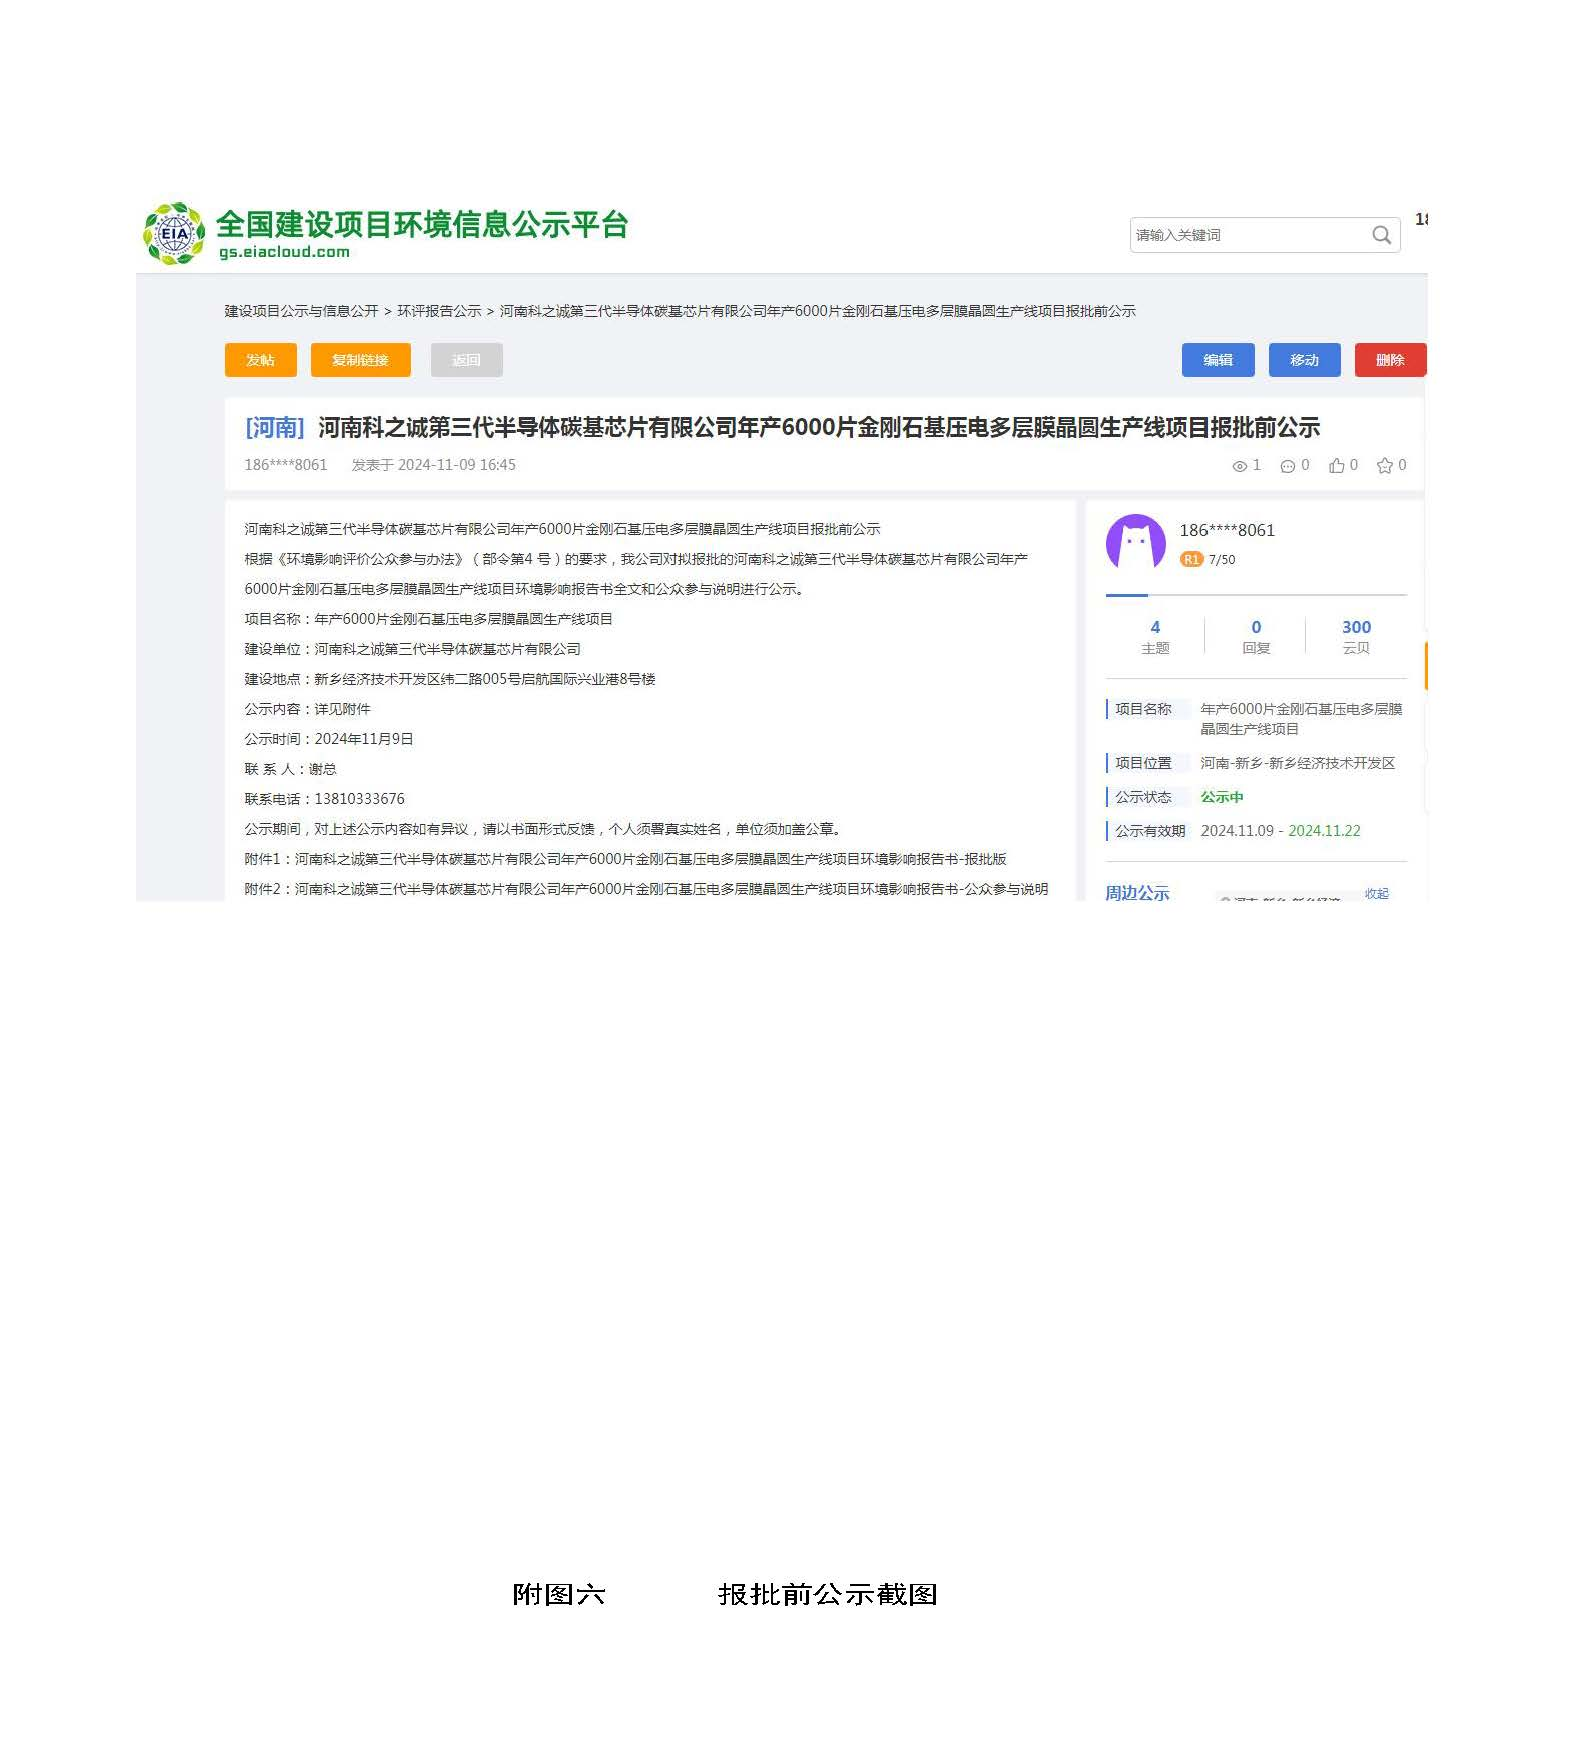 EIA
全国建设项目环境信息公示平台
gs.eiacloud.com
请输入关键词
18
建设项目公示与信息公开 > 环评报告公示 > 河南科之诚第三代半导体碳基芯片有限公司年产6000片金刚石基压电多层膜晶圆生产线项目报批前公示
发帖 复制链接 返回 编辑 移动 删除
[河南] 河南科之诚第三代半导体碳基芯片有限公司年产6000片金刚石基压电多层膜晶圆生产线项目报批前公示
186****8061 发表于 2024-11-09 16:45 1 0 0 0
河南科之诚第三代半导体碳基芯片有限公司年产6000片金刚石基压电多层膜晶圆生产线项目报批前公示
根据《环境影响评价公众参与办法》（部令第4 号）的要求，我公司对拟报批的河南科之诚第三代半导体碳基芯片有限公司年产
6000片金刚石基压电多层膜晶圆生产线项目环境影响报告书全文和公众参与说明进行公示。
项目名称：年产6000片金刚石基压电多层膜晶圆生产线项目
建设单位：河南科之诚第三代半导体碳基芯片有限公司
建设地点：新乡经济技术开发区纬二路005号启航国际兴业港8号楼
公示内容：详见附件
公示时间：2024年11月9日
联 系 人：谢总
联系电话：13810333676
公示期间，对上述公示内容如有异议，请以书面形式反馈，个人须署真实姓名，单位须加盖公章。
附件1：河南科之诚第三代半导体碳基芯片有限公司年产6000片金刚石基压电多层膜晶圆生产线项目环境影响报告书-报批版
附件2：河南科之诚第三代半导体碳基芯片有限公司年产6000片金刚石基压电多层膜晶圆生产线项目环境影响报告书-公众参与说明
186****8061
R1 7/50
4 0 300
主题 回复 云贝
项目名称 年产6000片金刚石基压电多层膜
晶圆生产线项目
项目位置 河南-新乡-新乡经济技术开发区
公示状态 公示中
公示有效期 2024.11.09 - 2024.11.22
周边公示 收起
附图六 报批前公示截图